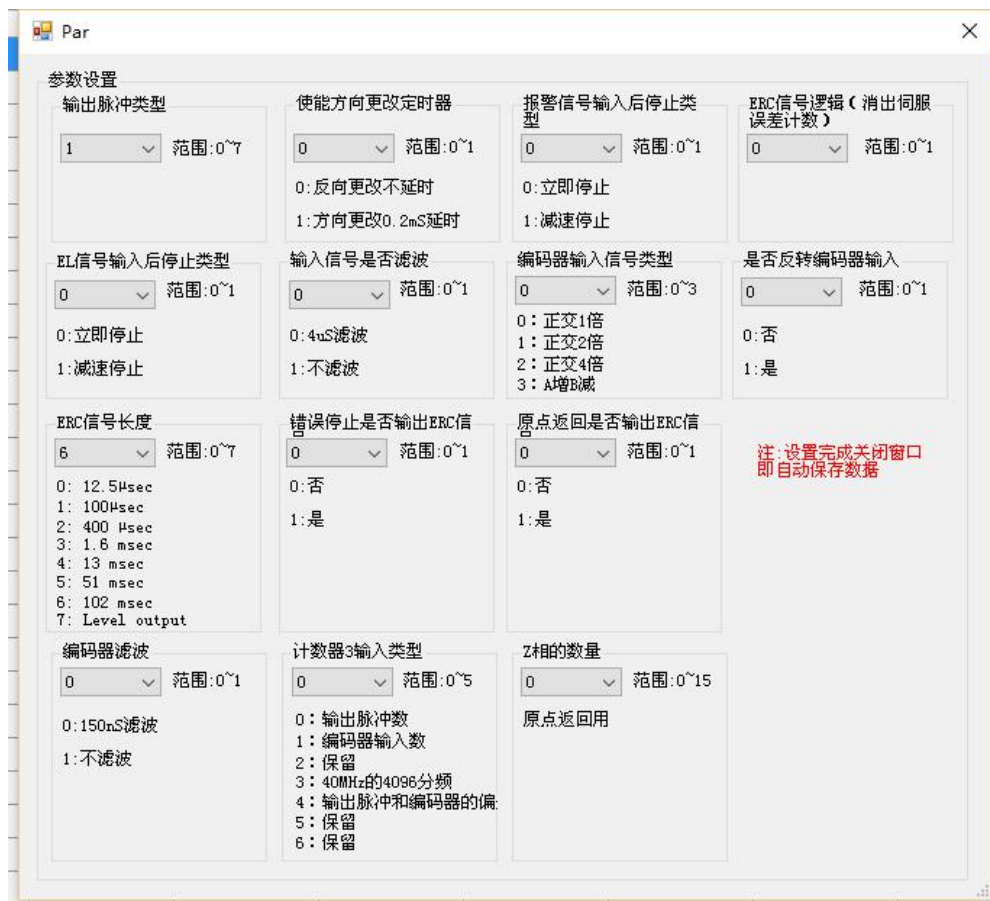 Par
参数设置
输出脉冲类型
1
范围:0~7
使能方向更改定时器
0
范围:0~1
0:反向更改不延时
1:方向更改0.2mS延时
报警信号输入后停止类
型
0
范围:0~1
0:立即停止
1:减速停止
ERC信号逻辑(消出伺服
误差计数)
0
范围:0~1
EL信号输入后停止类型
0
范围:0~1
0:立即停止
1:减速停止
输入信号是否滤波
0
范围:0~1
0:4uS滤波
1:不滤波
编码器输入信号类型
0
范围:0~3
0：正交1倍
1：正交2倍
2：正交4倍
3：A增B减
是否反转编码器输入
0
范围:0~1
0:否
1:是
ERC信号长度
6
范围:0~7
0: 12.5μsec
1: 100μsec
2: 400 μsec
3: 1.6 msec
4: 13 msec
5: 51 msec
6: 102 msec
7: Level output
错误停止是否输出ERC信
0
范围:0~1
0:否
1:是
原点返回是否输出ERC信
0
范围:0~1
0:否
1:是
注:设置完成关闭窗口
即自动保存数据
编码器滤波
0
范围:0~1
0:150nS滤波
1:不滤波
计数器3输入类型
0
范围:0~5
0：输出脉冲数
1：编码器输入数
2：保留
3：40MHz的4096分频
4：输出脉冲和编码器的偏
5：保留
6：保留
Z相的数量
0
范围:0~15
原点返回用